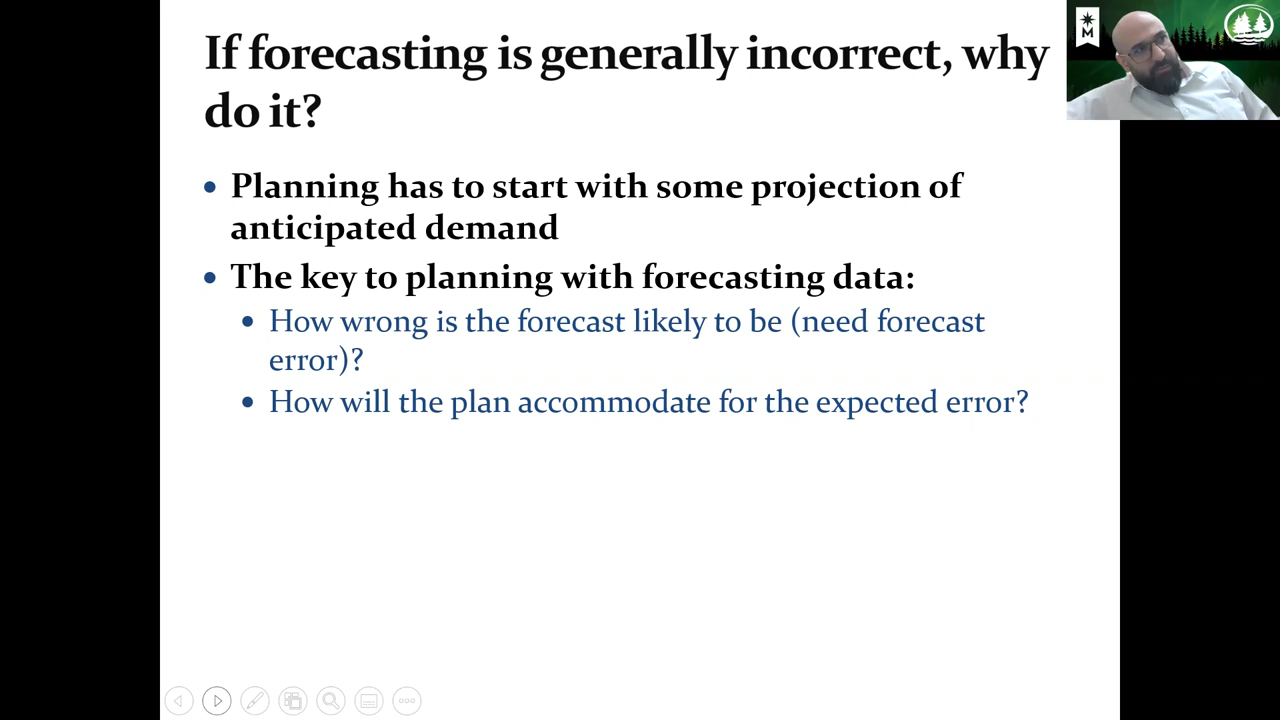 If forecasting is generally incorrect, why
do it?
• Planning has to start with some projection of
anticipated demand
• The key to planning with forecasting data:
• How wrong is the forecast likely to be (need forecast
error)?
• How will the plan accommodate for the expected error?
M